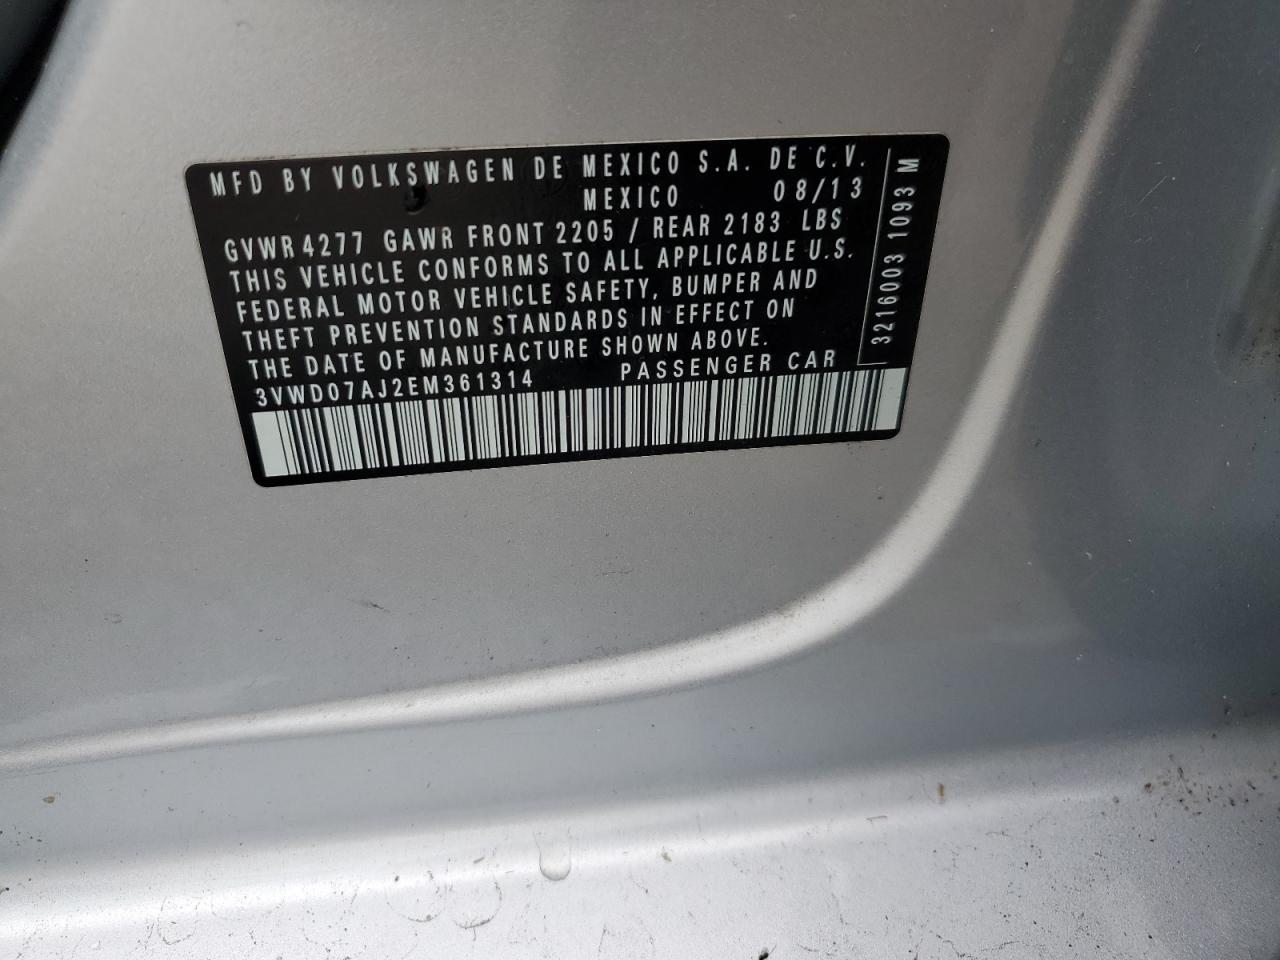 MFD BY VOLKSWAGEN DE MEXICO S.A. DE C.V.
MEXICO 08/13
GVWR 4277 GAWR FRONT 2205 / REAR 2183 LBS
THIS VEHICLE CONFORMS TO ALL APPLICABLE U.S.
FEDERAL MOTOR VEHICLE SAFETY, BUMPER AND
THEFT PREVENTION STANDARDS IN EFFECT ON
THE DATE OF MANUFACTURE SHOWN ABOVE.
3VWD07AJ2EM361314 PASSENGER CAR
3216003 1093 M